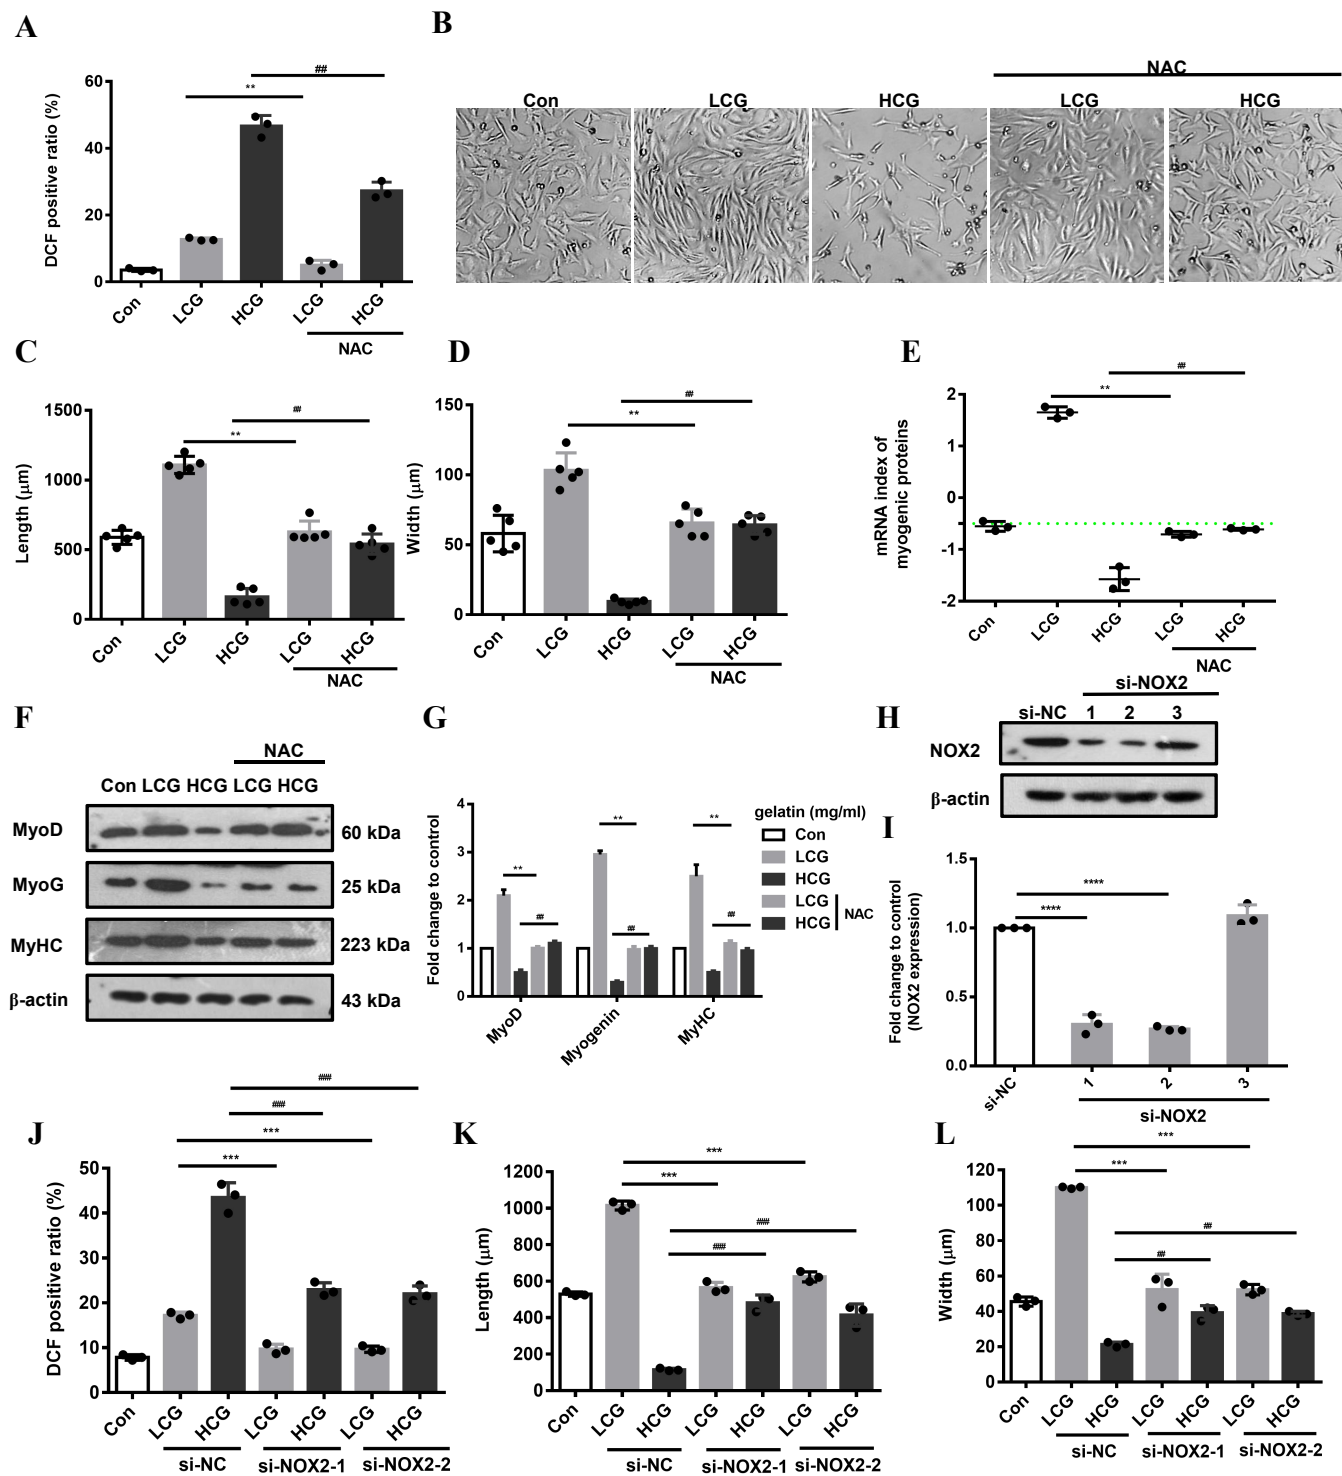 A
DCF positive ratio (%)
60
40
20
0
**
##
Con
LCG
HCG
LCG
HCG
NAC
B
NAC
Con
LCG
HCG
LCG
HCG
C
Length (μm)
1500
1000
500
0
**
##
Con
LCG
HCG
LCG
HCG
NAC
D
Width (μm)
150
100
50
0
**
##
Con
LCG
HCG
LCG
HCG
NAC
E
mRNA index of
myogenic proteins
2
1
0
-1
-2
**
##
Con
LCG
HCG
LCG
HCG
NAC
F
NAC
Con LCG HCG LCG HCG
MyoD 60 kDa
MyoG 25 kDa
MyHC 223 kDa
β-actin 43 kDa
G
Fold change to control
4
3
2
1
0
**
##
**
##
**
##
MyoD
Myogenin
MyHC
gelatin (mg/ml)
Con
LCG
HCG
LCG
HCG
NAC
H
si-NOX2
si-NC 1 2 3
NOX2
β-actin
I
Fold change to control
(NOX2 expression)
1.5
1.0
0.5
0.0
****
****
si-NC
1
2
3
si-NOX2
J
DCF positive ratio (%)
50
40
30
20
10
0
###
###
***
***
Con
LCG
HCG
LCG
HCG
LCG
HCG
si-NC si-NOX2-1 si-NOX2-2
K
Length (μm)
1200
1000
800
600
400
200
0
***
***
###
###
Con
LCG
HCG
LCG
HCG
LCG
HCG
si-NC si-NOX2-1 si-NOX2-2
L
Width (μm)
120
100
80
60
40
20
0
***
***
##
##
Con
LCG
HCG
LCG
HCG
LCG
HCG
si-NC si-NOX2-1 si-NOX2-2